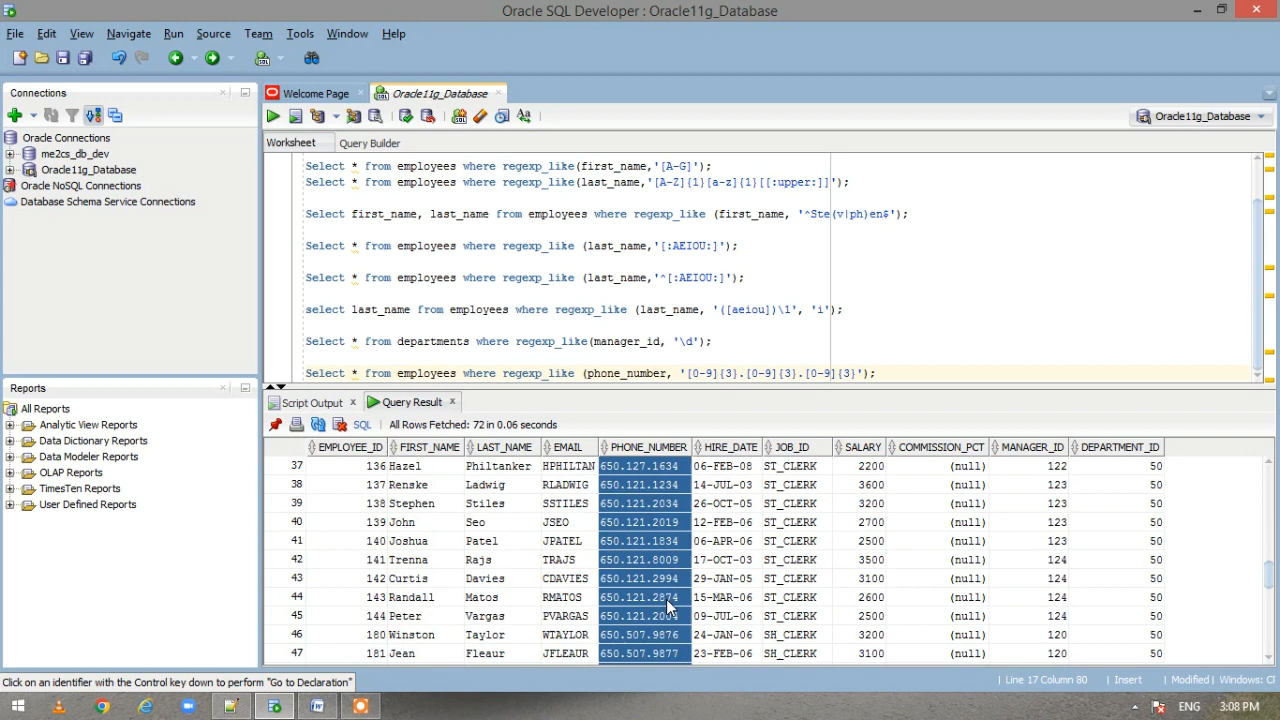 Oracle SQL Developer : Oracle11g_Database
File Edit View Navigate Run Source Team Tools Window Help
Connections
Oracle Connections
me2cs_db_dev
Oracle11g_Database
Oracle NoSQL Connections
Database Schema Service Connections
Reports
All Reports
Analytic View Reports
Data Dictionary Reports
Data Modeler Reports
OLAP Reports
TimesTen Reports
User Defined Reports
Welcome Page Oracle11g_Database
Oracle11g_Database
Worksheet Query Builder
Select * from employees where regexp_like(first_name,'[A-G]');
Select * from employees where regexp_like(last_name,'[A-Z]{1}[a-z]{1}[[:upper:]]');
Select first_name, last_name from employees where regexp_like (first_name, '^Ste(v|ph)en$');
Select * from employees where regexp_like (last_name,'[:AEIOU:]');
Select * from employees where regexp_like (last_name,'^[:AEIOU:]');
select last_name from employees where regexp_like (last_name, '([aeiou])\1', 'i');
Select * from departments where regexp_like(manager_id, '\d');
Select * from employees where regexp_like (phone_number, '[0-9]{3}.[0-9]{3}.[0-9]{3}');
Script Output Query Result
SQL All Rows Fetched: 72 in 0.06 seconds
EMPLOYEE_ID FIRST_NAME LAST_NAME EMAIL PHONE_NUMBER HIRE_DATE JOB_ID SALARY COMMISSION_PCT MANAGER_ID DEPARTMENT_ID
37 136 Hazel Philtanker HPHILTAN 650.127.1634 06-FEB-08 ST_CLERK 2200 (null) 122 50
38 137 Renske Ladwig RLADWIG 650.121.1234 14-JUL-03 ST_CLERK 3600 (null) 123 50
39 138 Stephen Stiles SSTILES 650.121.2034 26-OCT-05 ST_CLERK 3200 (null) 123 50
40 139 John Seo JSEO 650.121.2019 12-FEB-06 ST_CLERK 2700 (null) 123 50
41 140 Joshua Patel JPATEL 650.121.1834 06-APR-06 ST_CLERK 2500 (null) 123 50
42 141 Trenna Rajs TRAJS 650.121.8009 17-OCT-03 ST_CLERK 3500 (null) 124 50
43 142 Curtis Davies CDAVIES 650.121.2994 29-JAN-05 ST_CLERK 3100 (null) 124 50
44 143 Randall Matos RMATOS 650.121.2874 15-MAR-06 ST_CLERK 2600 (null) 124 50
45 144 Peter Vargas PVARGAS 09-JUL-06 ST_CLERK 2500 (null) 124 50
46 180 Winston Taylor WTAYLOR 650.507.9876 24-JAN-06 SH_CLERK 3200 (null) 120 50
47 181 Jean Fleaur JFLEAUR 650.507.9877 23-FEB-06 SH_CLERK 3100 (null) 120 50
Click on an identifier with the Control key down to perform "Go to Declaration"
Line 17 Column 80 Insert Modified Windows: CF
ENG 3:08 PM